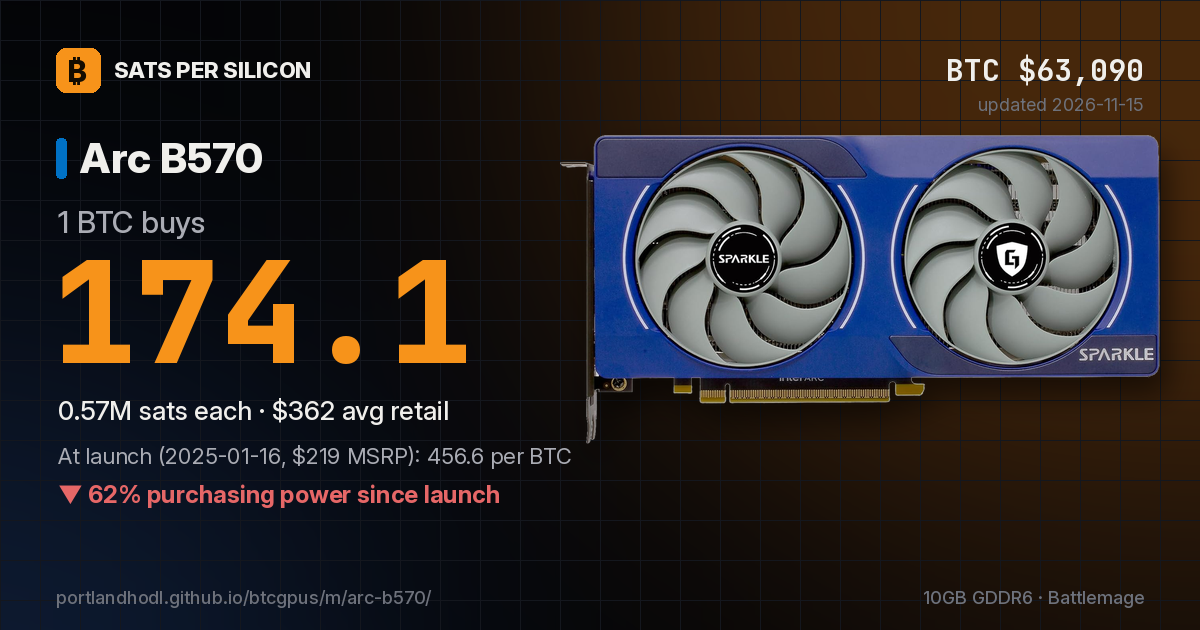 SATS PER SILICON
BTC $63,090
updated 2026-11-15
Arc B570
1 BTC buys
174.1
0.57M sats each · $362 avg retail
At launch (2025-01-16, $219 MSRP): 456.6 per BTC
▼ 62% purchasing power since launch
SPARKLE
SPARKLE
intel ARC
portlandhodl.github.io/btcgpus/m/arc-b570/
10GB GDDR6 · Battlemage